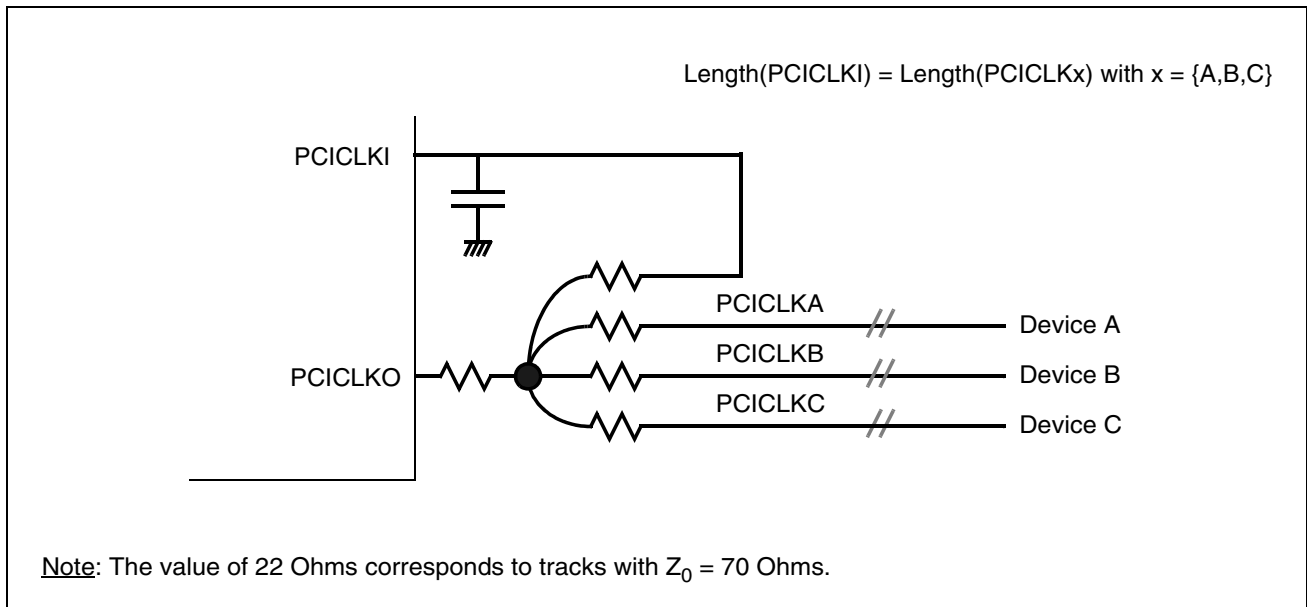 Length(PCICLKI) = Length(PCICLKx) with x = {A,B,C}
PCICLKI
PCICLKA
Device A
PCICLKO
PCICLKB
Device B
PCICLKC
Device C
Note: The value of 22 Ohms corresponds to tracks with Z0 = 70 Ohms.